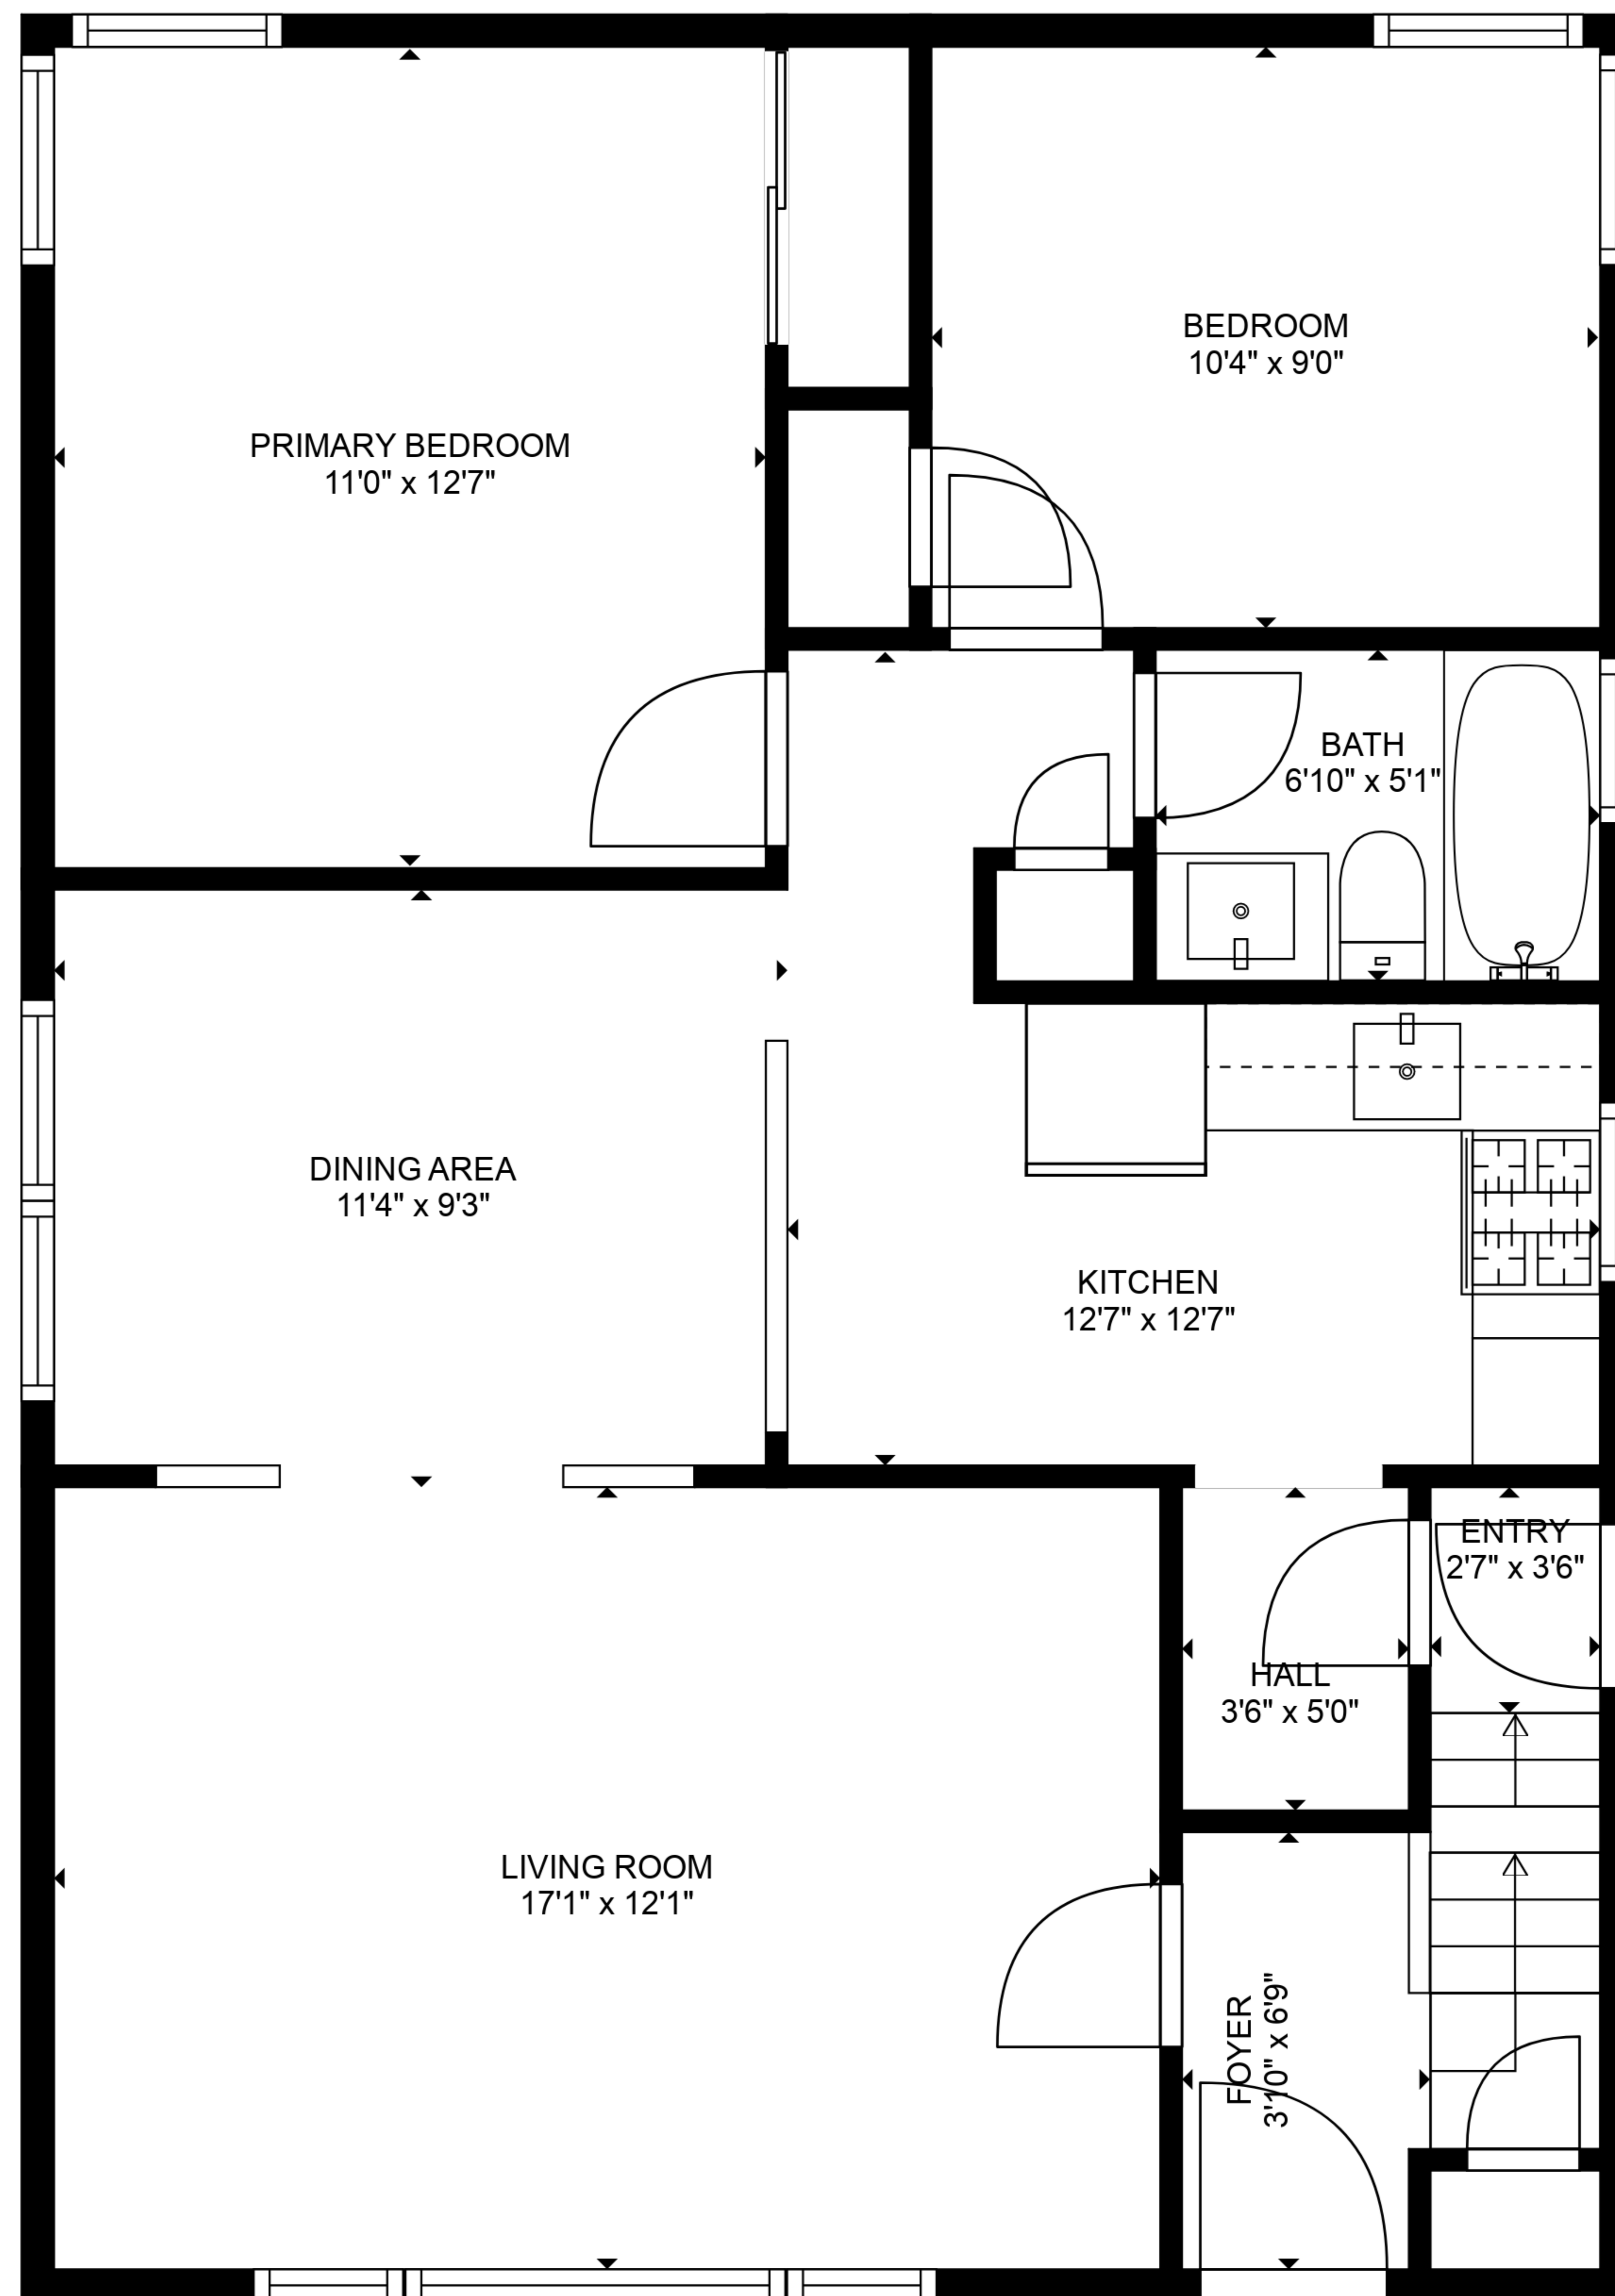 BEDROOM
10'4" x 9'0"
PRIMARY BEDROOM
11'0" x 12'7"
BATH
6'10" x 5'1"
DINING AREA
11'4" x 9'3"
KITCHEN
12'7" x 12'7"
ENTRY
2'7" x 3'6"
HALL
3'6" x 5'0"
LIVING ROOM
17'1" x 12'1"
FOYER
3'10" x 6'9"